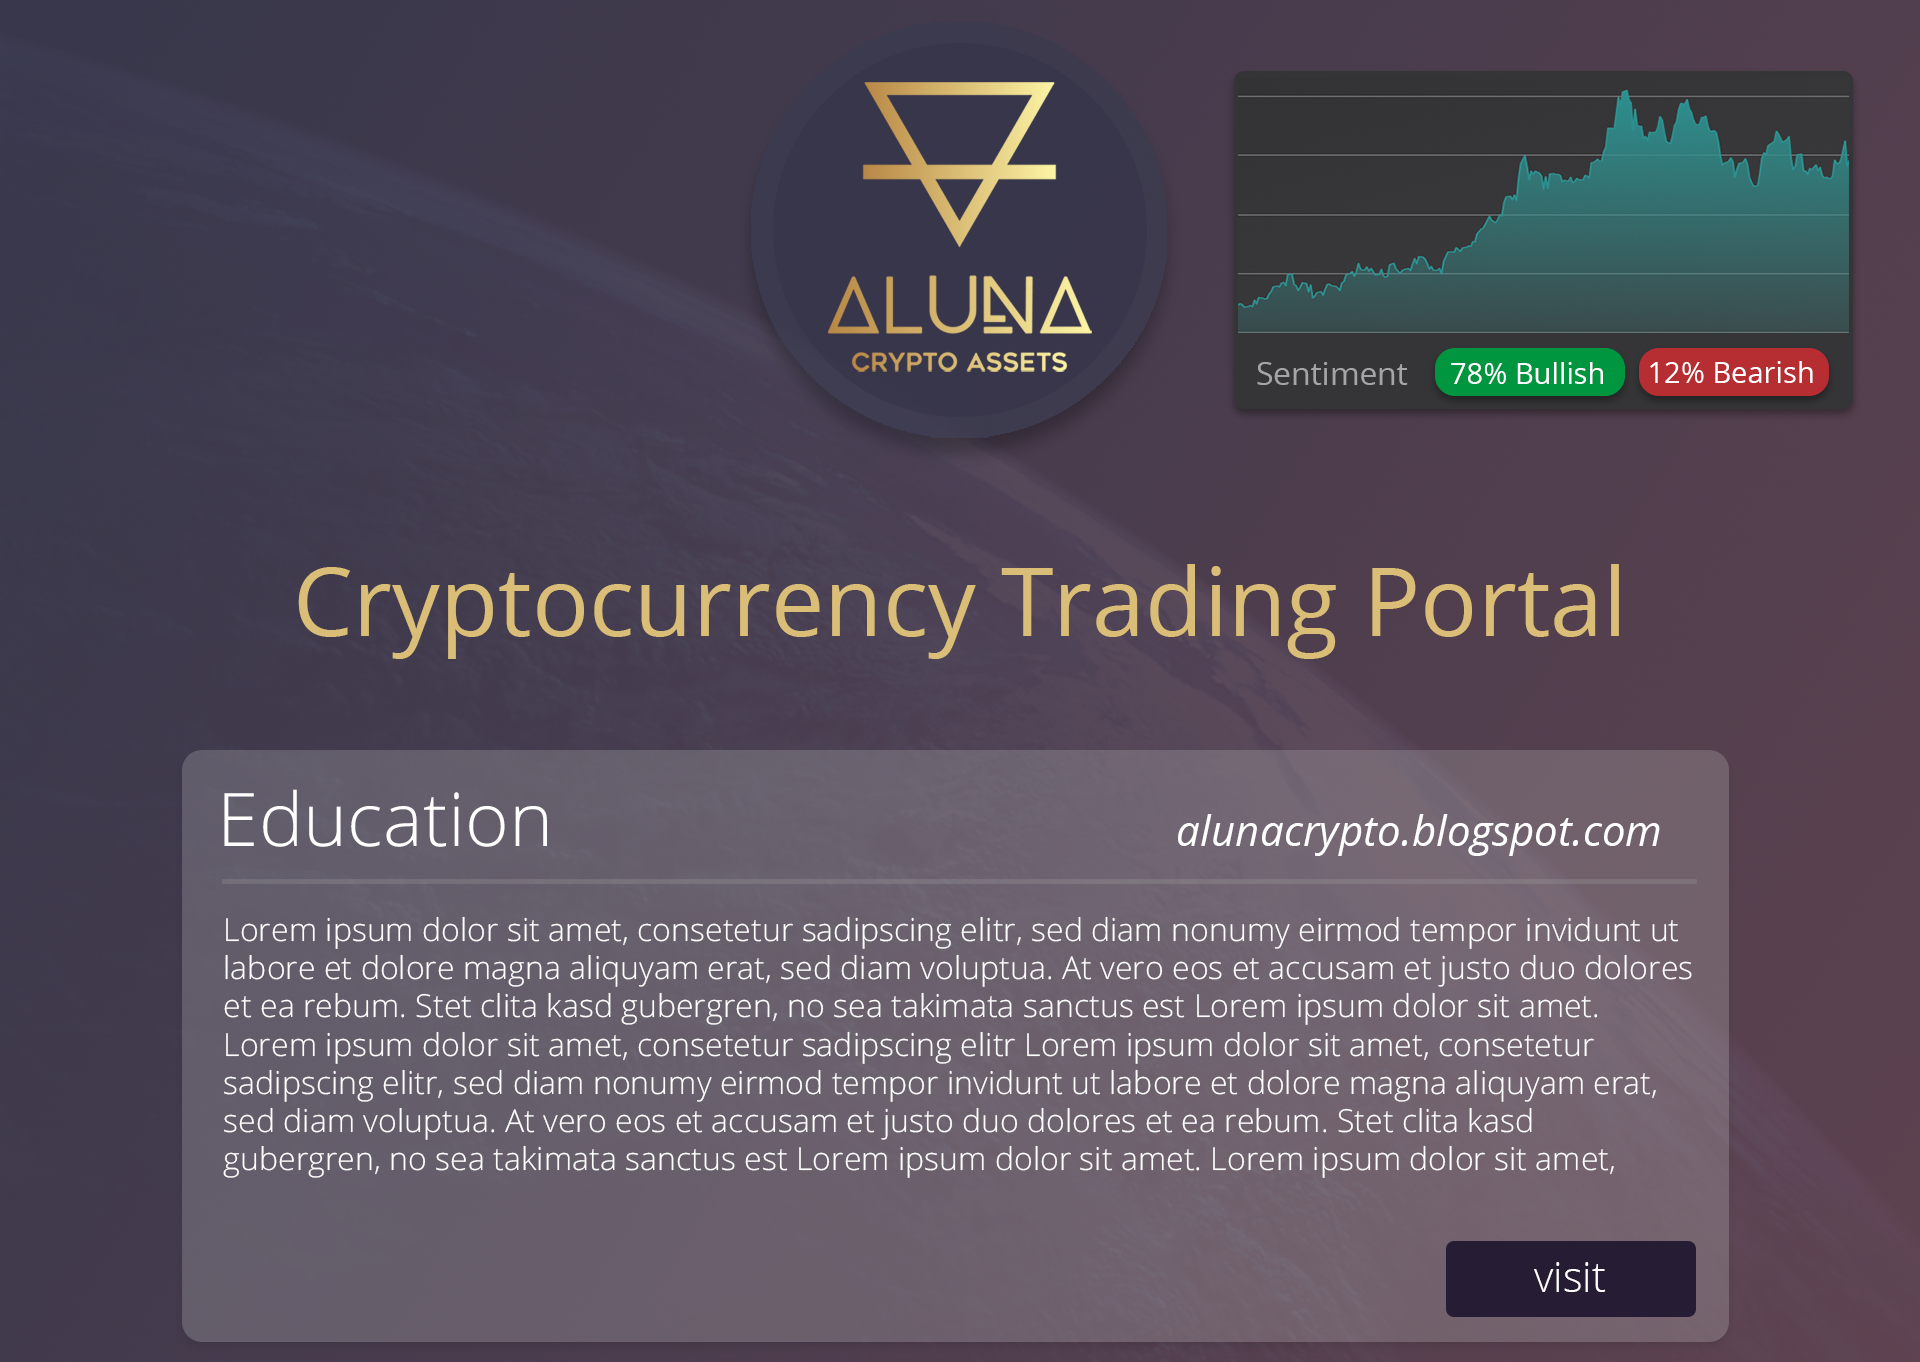 ALUNA
CRYPTO ASSETS
Sentiment 78% Bullish 12% Bearish
Cryptocurrency Trading Portal
Education
alunacrypto.blogspot.com
Lorem ipsum dolor sit amet, consetetur sadipscing elitr, sed diam nonumy eirmod tempor invidunt ut
labore et dolore magna aliquyam erat, sed diam voluptua. At vero eos et accusam et justo duo dolores
et ea rebum. Stet clita kasd gubergren, no sea takimata sanctus est Lorem ipsum dolor sit amet.
Lorem ipsum dolor sit amet, consetetur sadipscing elitr Lorem ipsum dolor sit amet, consetetur
sadipscing elitr, sed diam nonumy eirmod tempor invidunt ut labore et dolore magna aliquyam erat,
sed diam voluptua. At vero eos et accusam et justo duo dolores et ea rebum. Stet clita kasd
gubergren, no sea takimata sanctus est Lorem ipsum dolor sit amet. Lorem ipsum dolor sit amet,
visit